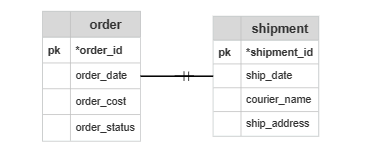 order
pk *order_id
order_date
order_cost
order_status
shipment
pk *shipment_id
ship_date
courier_name
ship_address